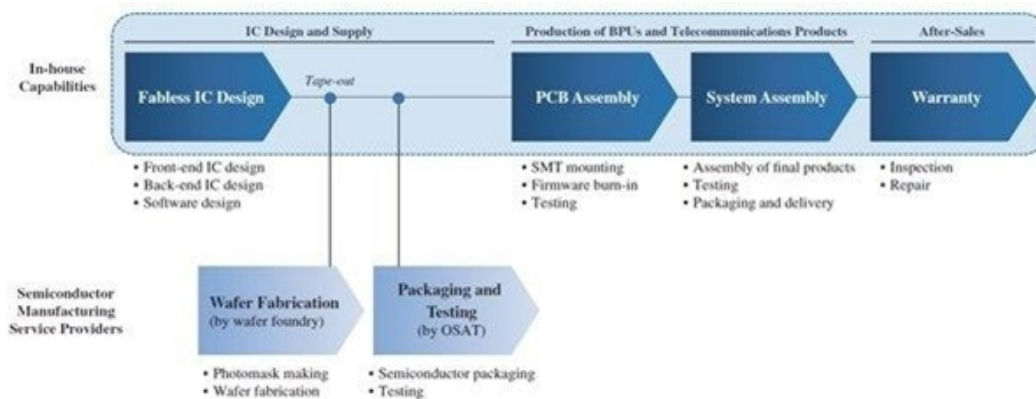 IC Design and Supply
Production of BPUs and Telecommunications Products
After-Sales
In-house
Capabilities
Tape-out
Fabless IC Design
PCB Assembly
System Assembly
Warranty
▪ Front-end IC design
▪ Back-end IC design
▪ Software design
▪ SMT mounting
▪ Firmware burn-in
▪ Testing
▪ Assembly of final products
▪ Testing
▪ Packaging and delivery
▪ Inspection
▪ Repair
Semiconductor
Manufacturing
Service Providers
Wafer Fabrication
(by wafer foundry)
Packaging and
Testing
(by OSAT)
▪ Photomask making
▪ Wafer fabrication
▪ Semiconductor packaging
▪ Testing